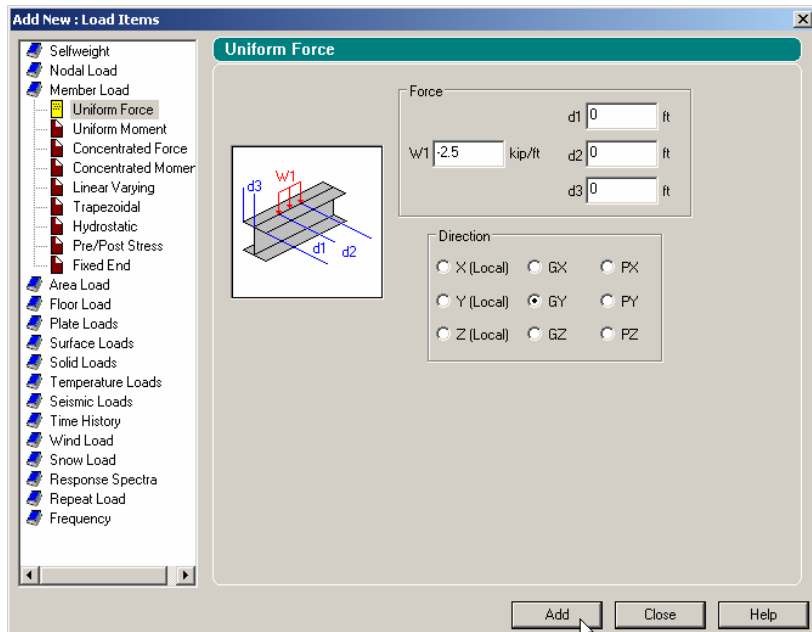 Add New : Load Items
Selfweight
Nodal Load
Member Load
Uniform Force
Uniform Moment
Concentrated Force
Concentrated Momer
Linear Varying
Trapezoidal
Hydrostatic
Pre/Post Stress
Fixed End
Area Load
Floor Load
Plate Loads
Surface Loads
Solid Loads
Temperature Loads
Seismic Loads
Time History
Wind Load
Snow Load
Response Spectra
Repeat Load
Frequency
Uniform Force
W1
d3
d1 d2
Force
d1 0 ft
W1 -2.5 kip/ft d2 0 ft
d3 0 ft
Direction
X (Local) GX PX
Y (Local) GY PY
Z (Local) GZ PZ
Add Close Help